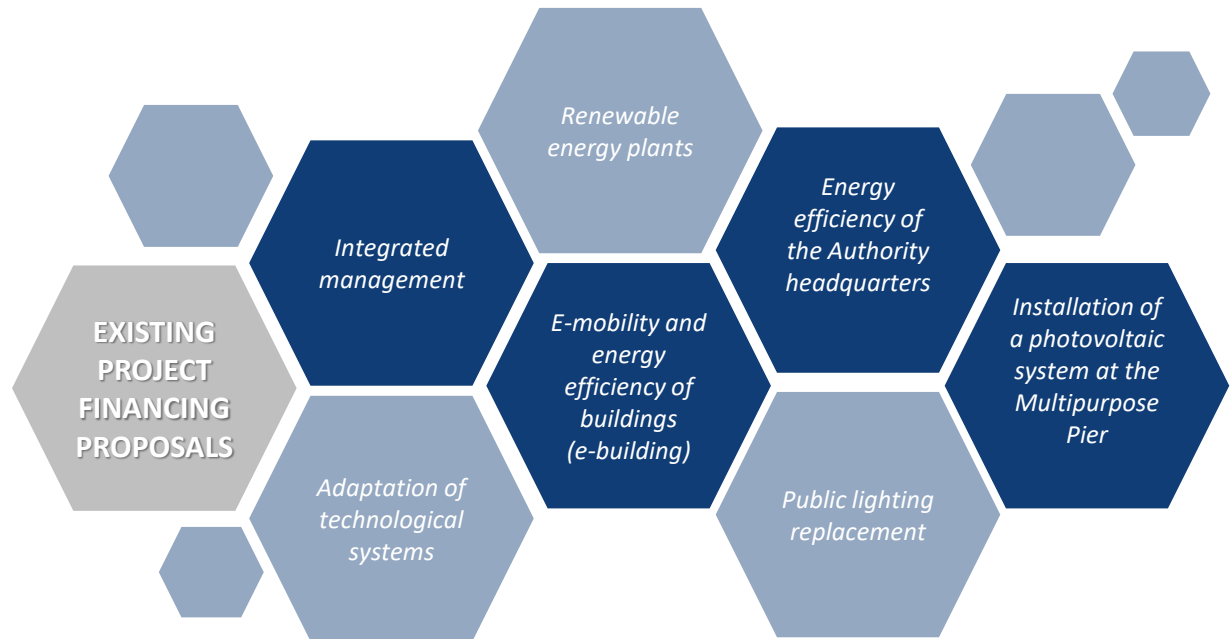 EXISTING
PROJECT
FINANCING
PROPOSALS
Integrated
management
Adaptation of
technological
systems
Renewable
energy plants
E-mobility and
energy
efficiency of
buildings
(e-building)
Energy
efficiency of
the Authority
headquarters
Public lighting
replacement
Installation of
a photovoltaic
system at the
Multipurpose
Pier